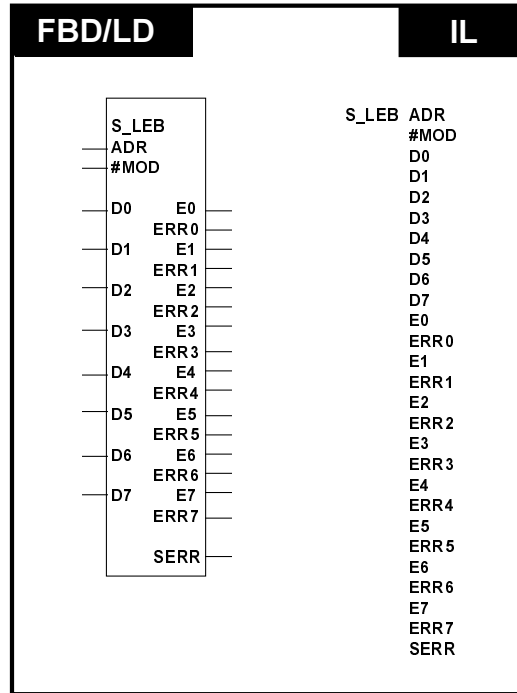 FBD/LD
IL
S_LEB
ADR
#MOD
D0 E0
ERR0
D1 E1
ERR1
D2 E2
ERR2
D3 E3
ERR3
D4 E4
ERR4
D5 E5
ERR5
D6 E6
ERR6
D7 E7
ERR7
SERR
S_LEB ADR
#MOD
D0
D1
D2
D3
D4
D5
D6
D7
E0
ERR0
E1
ERR1
E2
ERR2
E3
ERR3
E4
ERR4
E5
ERR5
E6
ERR6
E7
ERR7
SERR